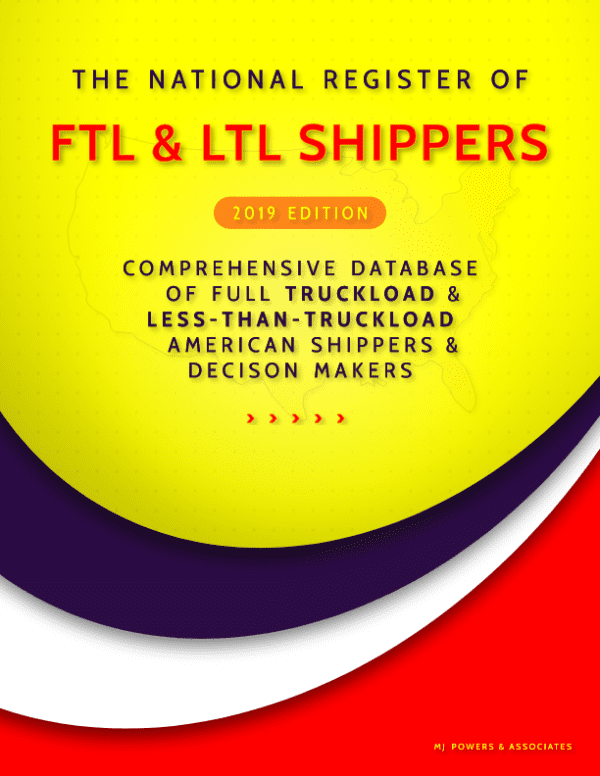 THE NATIONAL REGISTER OF
FTL & LTL SHIPPERS
2019 EDITION
COMPREHENSIVE DATABASE
OF FULL TRUCKLOAD &
LESS-THAN-TRUCKLOAD
AMERICAN SHIPPERS &
DECISON MAKERS
› › › › ›
MJ POWERS & ASSOCIATES